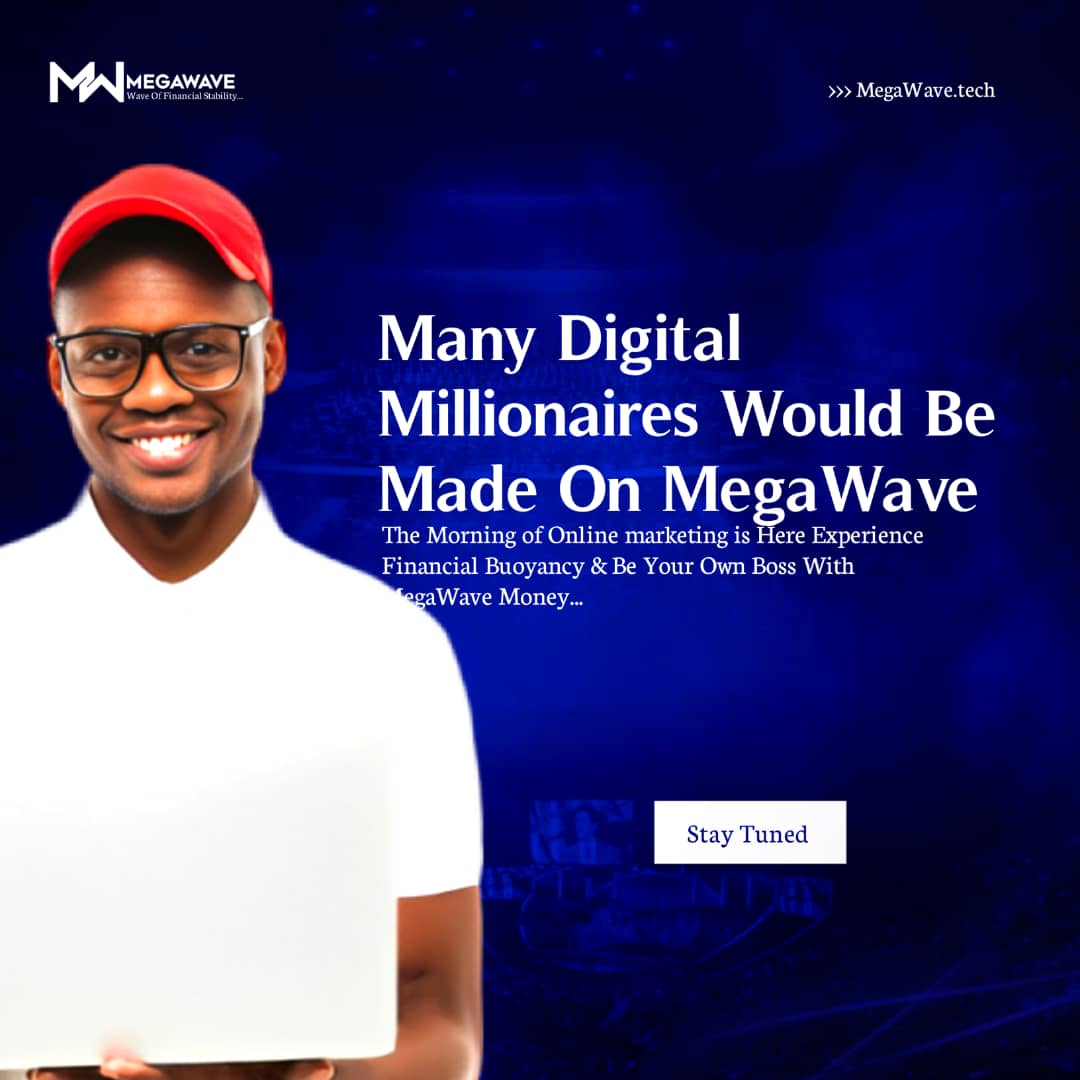 MW MEGAWAVE
Wave Of Financial Stability...
››› MegaWave.tech
Many Digital
Millionaires Would Be
Made On MegaWave
The Morning of Online marketing is Here Experience
Financial Buoyancy & Be Your Own Boss With
MegaWave Money...
Stay Tuned